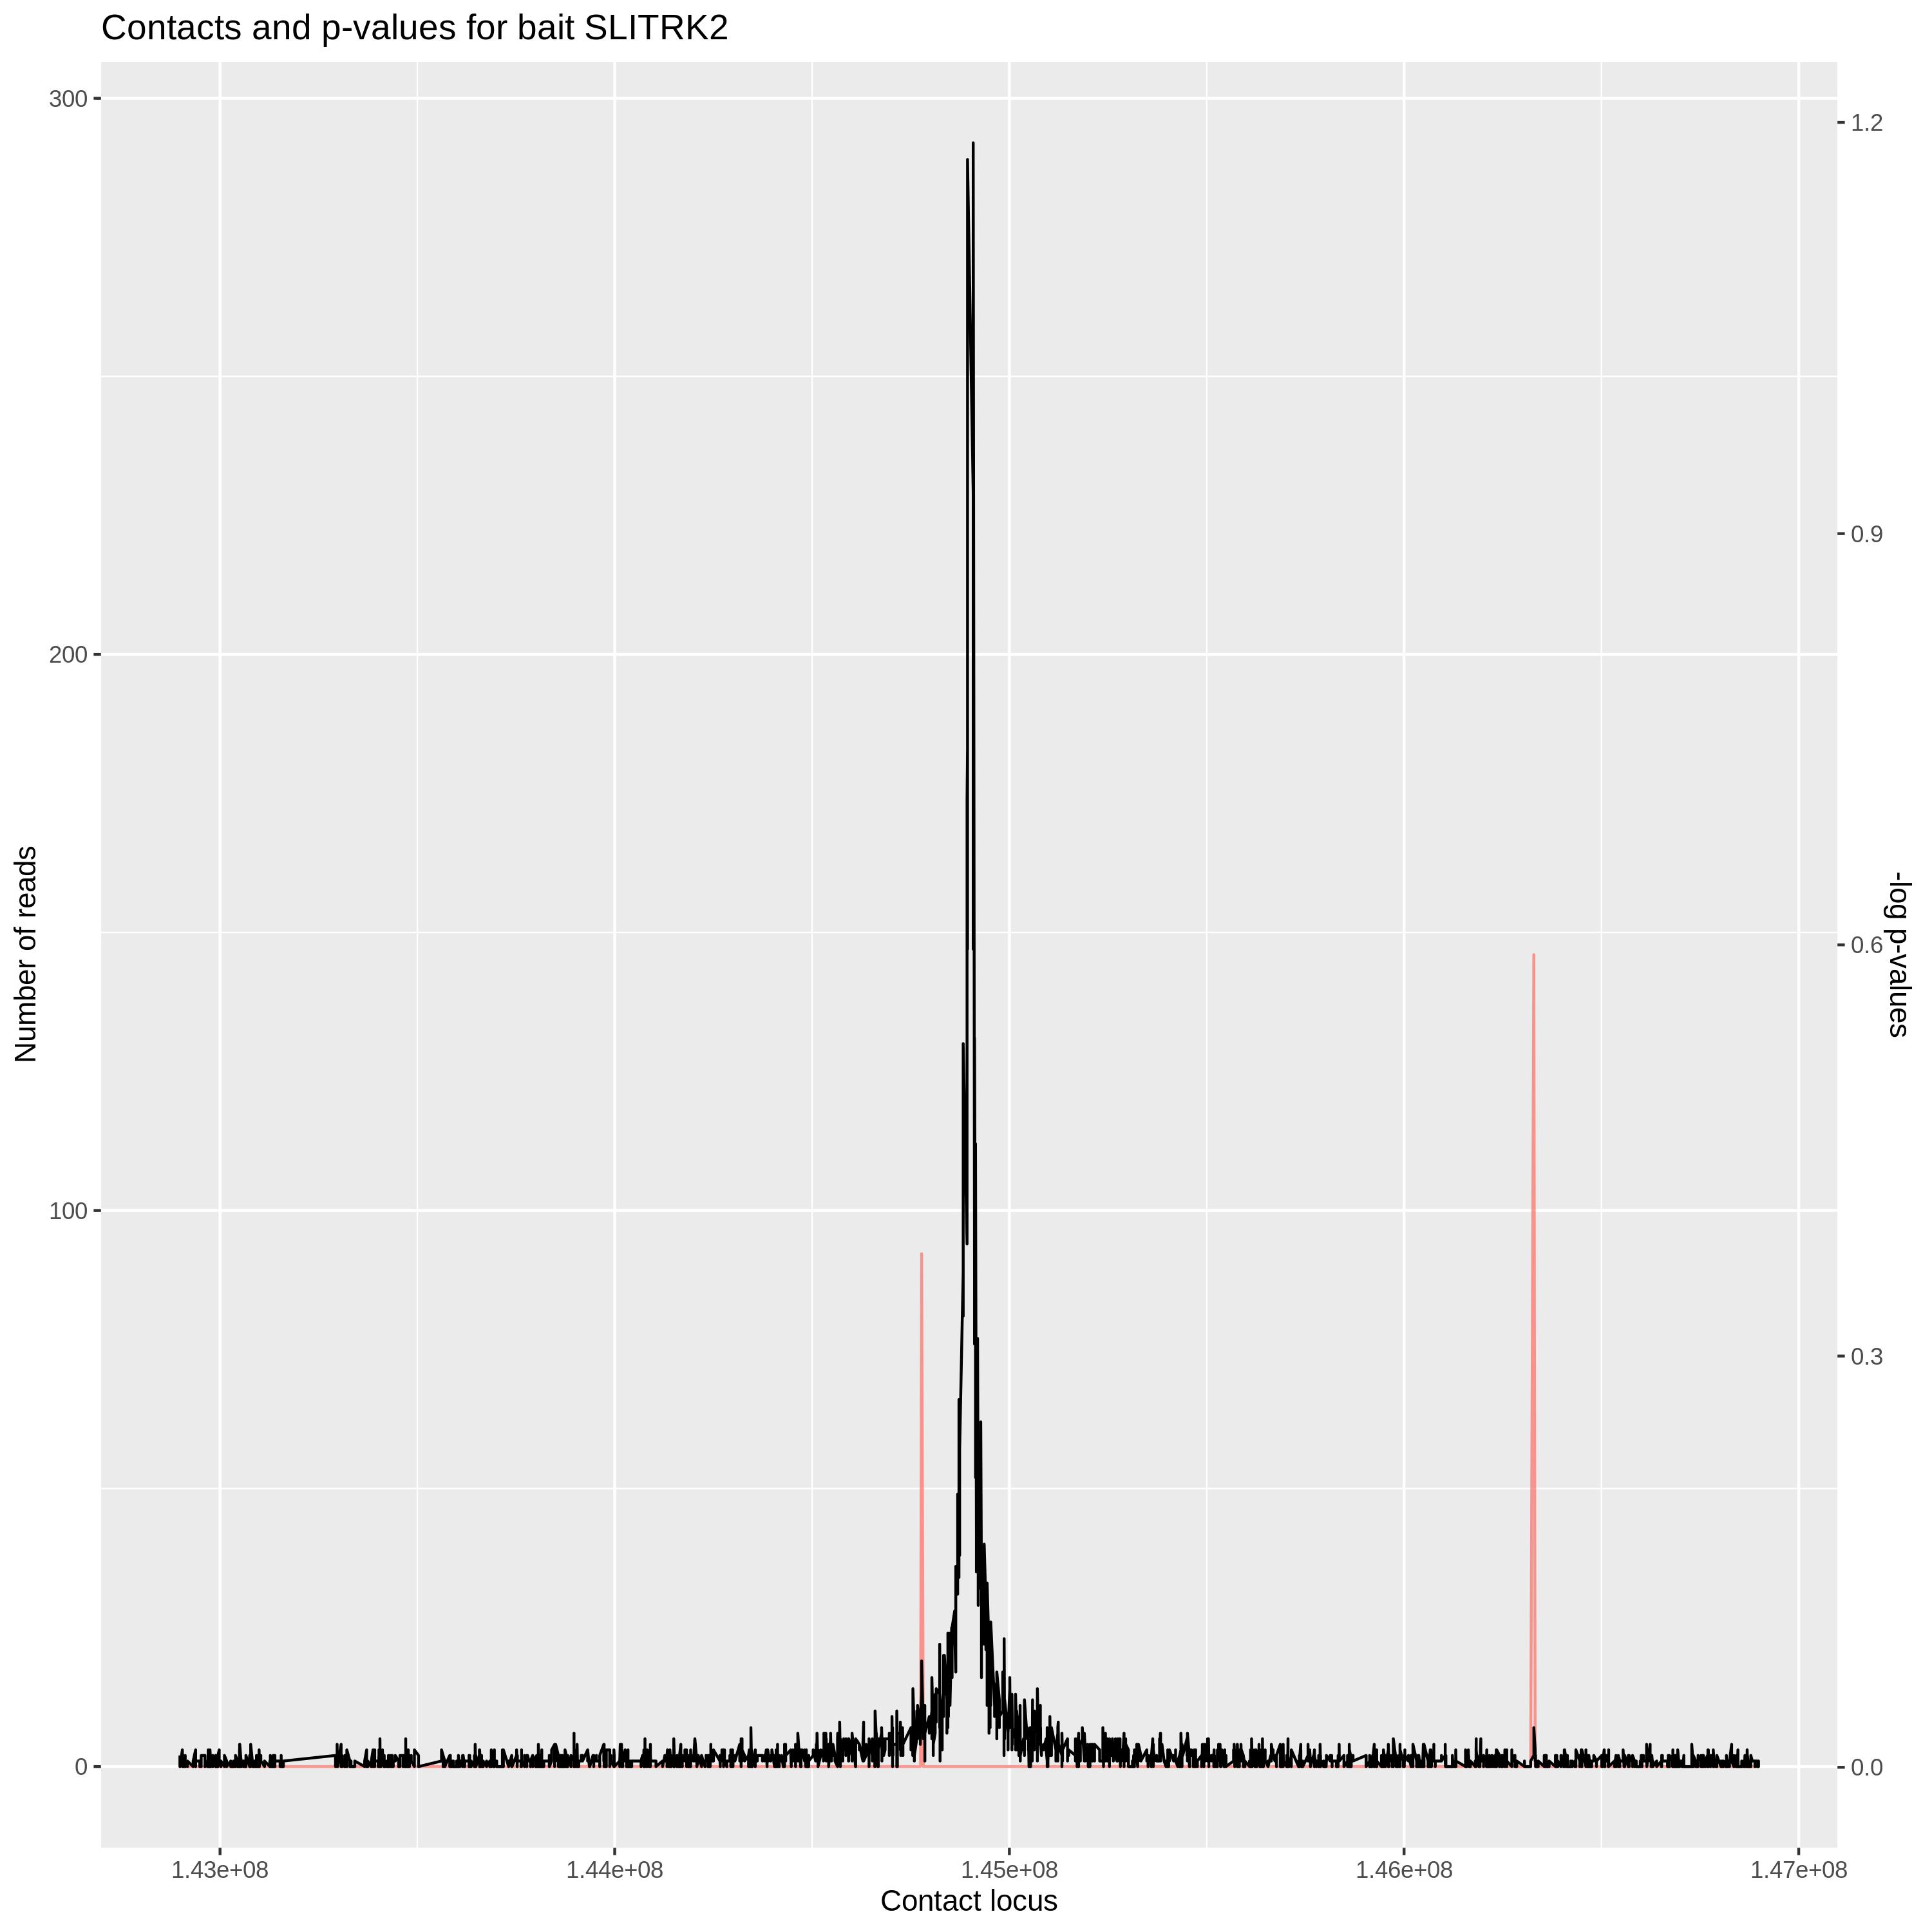 Contacts and p-values for bait SLITRK2
300
200
100
0
Number of reads
1.2
0.9
0.6
0.3
0.0
-log p-values
1.43e+08
1.44e+08
1.45e+08
1.46e+08
1.47e+08
Contact locus